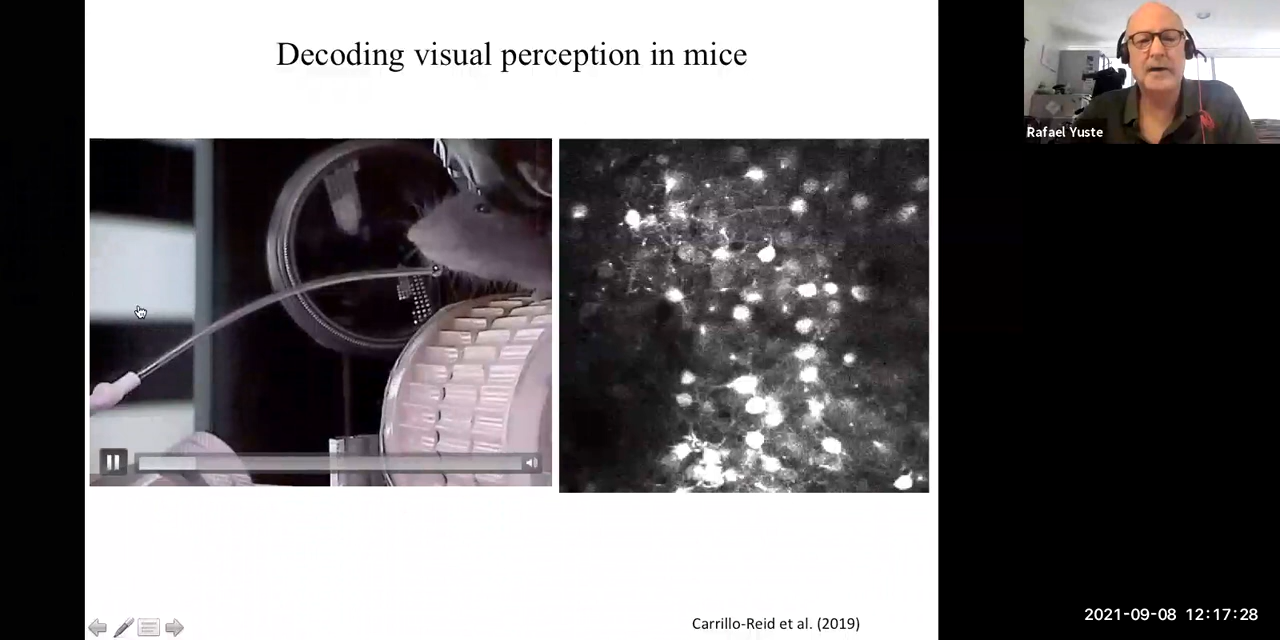 Decoding visual perception in mice
Rafael Yuste
Carrillo-Reid et al. (2019)
2021-09-08 12:17:28